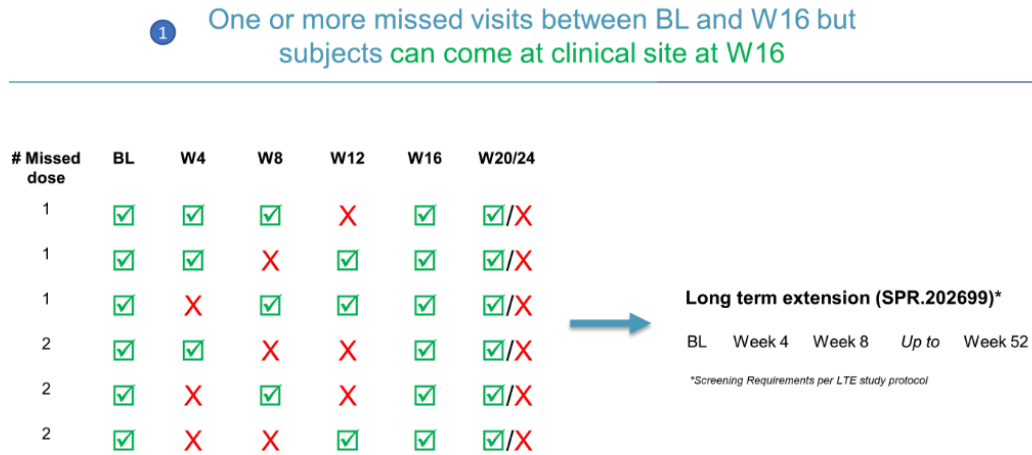 1
One or more missed visits between BL and W16 but
subjects can come at clinical site at W16
# Missed dose BL W4 W8 W12 W16 W20/24
1 ☑ ☑ ☑ X ☑ ☑/X
1 ☑ ☑ X ☑ ☑ ☑/X
1 ☑ X ☑ ☑ ☑ ☑/X
2 ☑ ☑ X X ☑ ☑/X
2 ☑ X ☑ X ☑ ☑/X
2 ☑ X X ☑ ☑ ☑/X
Long term extension (SPR.202699)*
BL Week 4 Week 8 Up to Week 52
*Screening Requirements per LTE study protocol